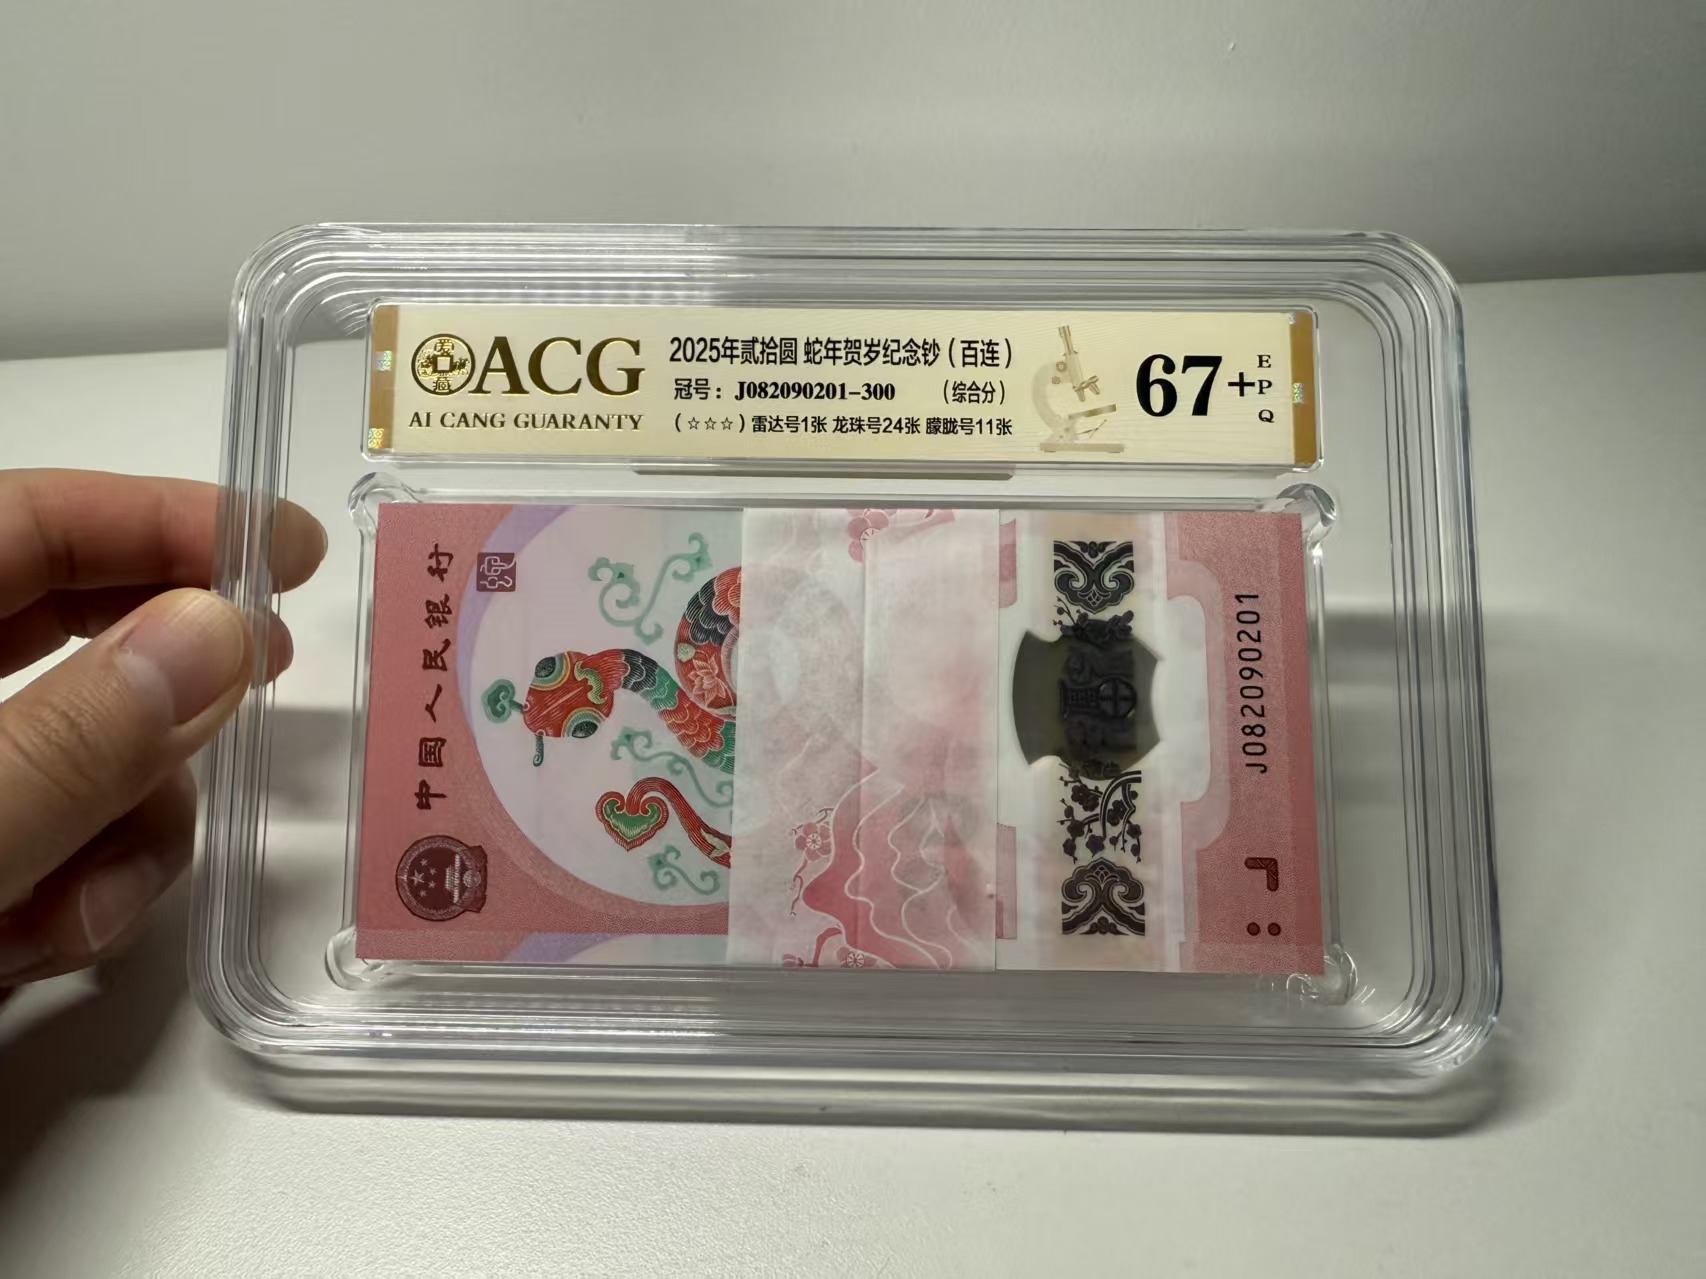 ACG
AI CANG GUARANTY
2025年贰拾圆 蛇年贺岁纪念钞（百连）
冠号：J082090201-300 （综合分）
（☆☆☆）雷达号1张 龙珠号24张 朦胧号11张
67+
EPQ
中国人民银行
J082090201